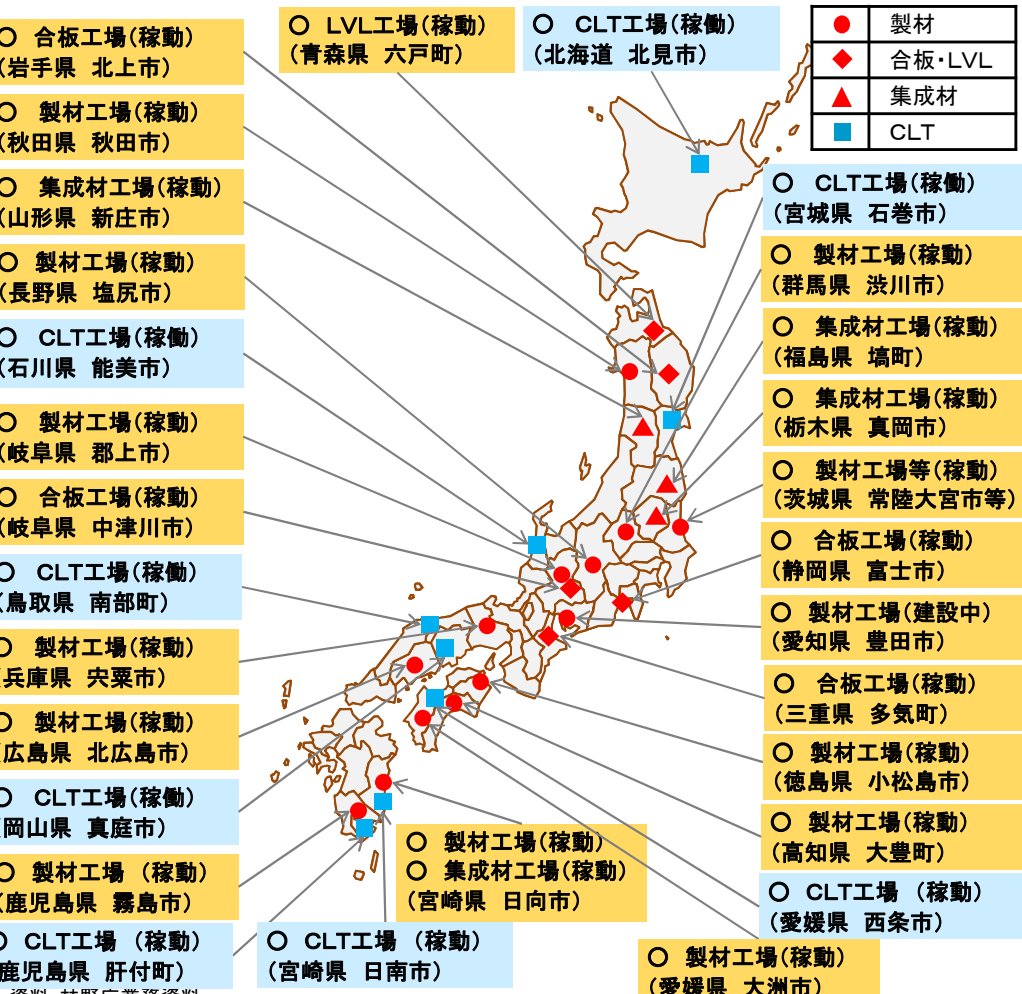 ○ 合板工場(稼動)
(岩手県 北上市)
○ 製材工場(稼動)
(秋田県 秋田市)
○ 集成材工場(稼動)
(山形県 新庄市)
○ 製材工場(稼動)
(長野県 塩尻市)
○ CLT工場(稼働)
(石川県 能美市)
○ 製材工場(稼動)
(岐阜県 郡上市)
○ 合板工場(稼動)
(岐阜県 中津川市)
○ CLT工場(稼働)
(鳥取県 南部町)
○ 製材工場(稼動)
(兵庫県 宍粟市)
○ 製材工場(稼動)
(広島県 北広島市)
○ CLT工場(稼働)
(岡山県 真庭市)
○ 製材工場 (稼動)
(鹿児島県 霧島市)
○ CLT工場 (稼動)
鹿児島県 肝付町)
資料 林野庁業務資料
○ LVL工場(稼動)
(青森県 六戸町)
○ CLT工場(稼働)
(北海道 北見市)
製材
合板・LVL
集成材
CLT
○ CLT工場(稼働)
(宮城県 石巻市)
○ 製材工場(稼動)
(群馬県 渋川市)
○ 集成材工場(稼動)
(福島県 塙町)
○ 集成材工場(稼動)
(栃木県 真岡市)
○ 製材工場等(稼動)
(茨城県 常陸大宮市等)
○ 合板工場(稼動)
(静岡県 富士市)
○ 製材工場(建設中)
(愛知県 豊田市)
○ 合板工場(稼動)
(三重県 多気町)
○ 製材工場(稼動)
(徳島県 小松島市)
○ 製材工場(稼動)
(高知県 大豊町)
○ CLT工場 (稼動)
(愛媛県 西条市)
○ 製材工場(稼動)
○ 集成材工場(稼動)
(宮崎県 日向市)
○ CLT工場 (稼動)
(宮崎県 日南市)
○ 製材工場(稼動)
(愛媛県 大洲市)